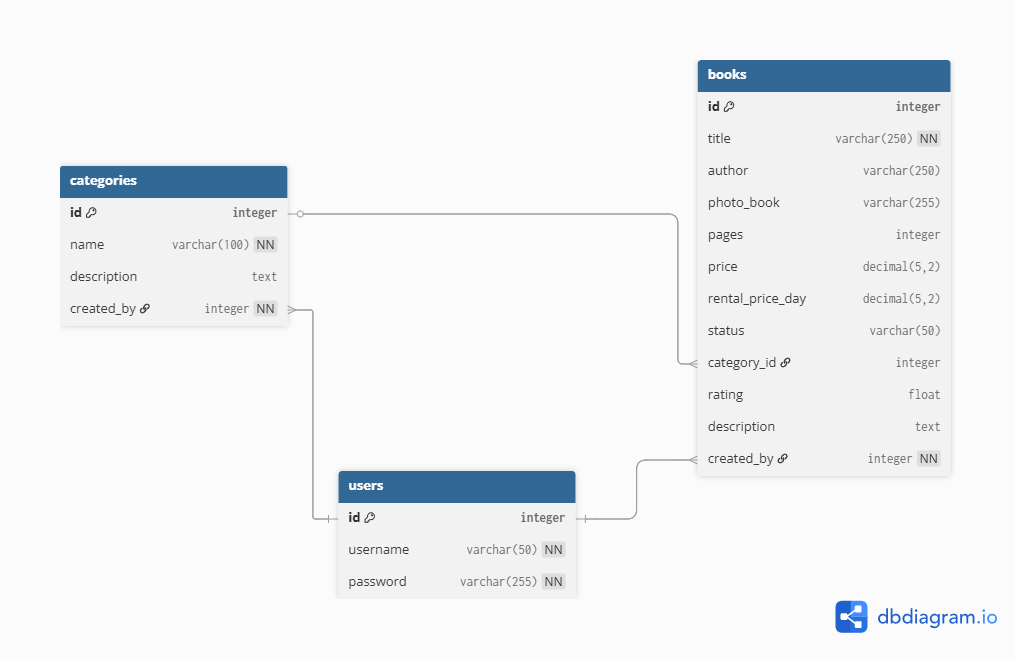 categories
id integer
name varchar(100) NN
description text
created_by integer NN
users
id integer
username varchar(50) NN
password varchar(255) NN
books
id integer
title varchar(250) NN
author varchar(250)
photo_book varchar(255)
pages integer
price decimal(5,2)
rental_price_day decimal(5,2)
status varchar(50)
category_id integer
rating float
description text
created_by integer NN
dbdiagram.io